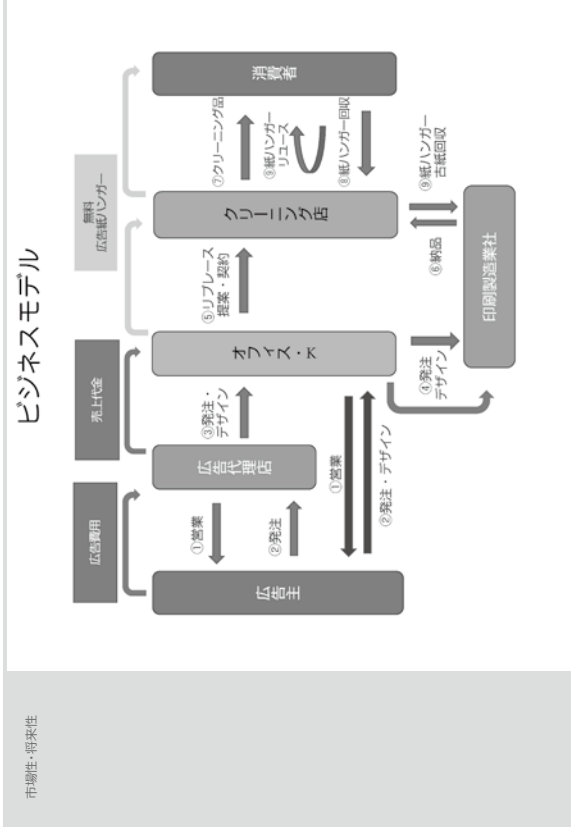 市場性・将来性
ビジネスモデル
広告費用
売上代金
無料
広告紙ハンガー
広告主
広告代理店
オフィス・K
クリーニング店
消費者
印刷製造業社
①営業
②発注
③発注・
デザイン
①営業
②発注・デザイン
④発注
デザイン
⑤リプレース
提案・契約
⑥納品
⑨紙ハンガー
古紙回収
⑦クリーニング品
⑨紙ハンガー
リユース
⑧紙ハンガー回収